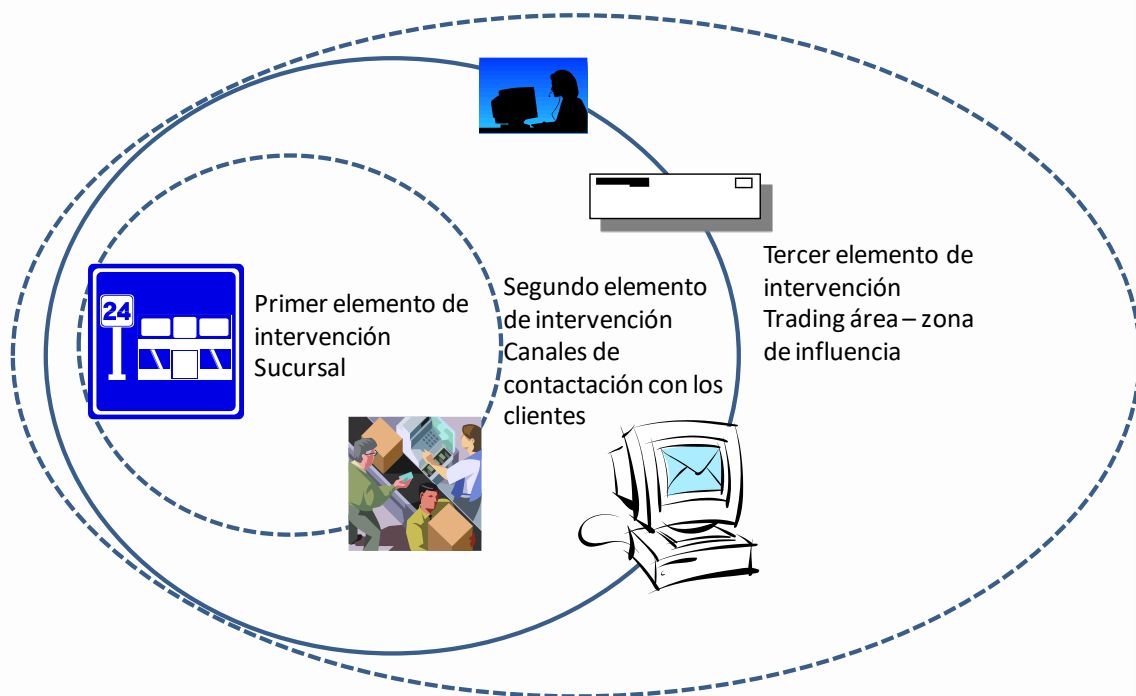 24
Primer elemento de
intervención
Sucursal
Segundo elemento
de intervención
Canales de
contactación con los
clientes
Tercer elemento de
intervención
Trading área – zona
de influencia